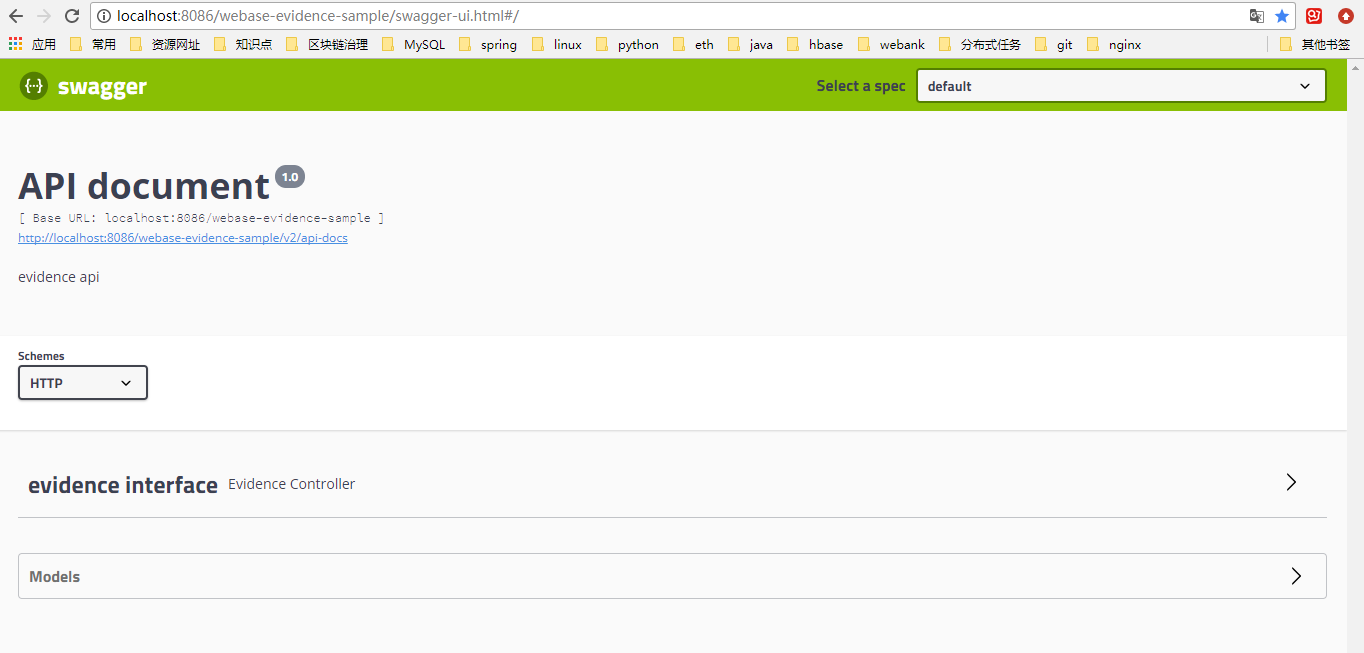 localhost:8086/webase-evidence-sample/swagger-ui.html#/
应用 常用 资源网址 知识点 区块链治理 MySQL spring linux python eth java hbase webank 分布式任务 git nginx 其他书签
{···} swagger Select a spec default
API document 1.0
[ Base URL: localhost:8086/webase-evidence-sample ]
http://localhost:8086/webase-evidence-sample/v2/api-docs
evidence api
Schemes
HTTP
evidence interface Evidence Controller
Models